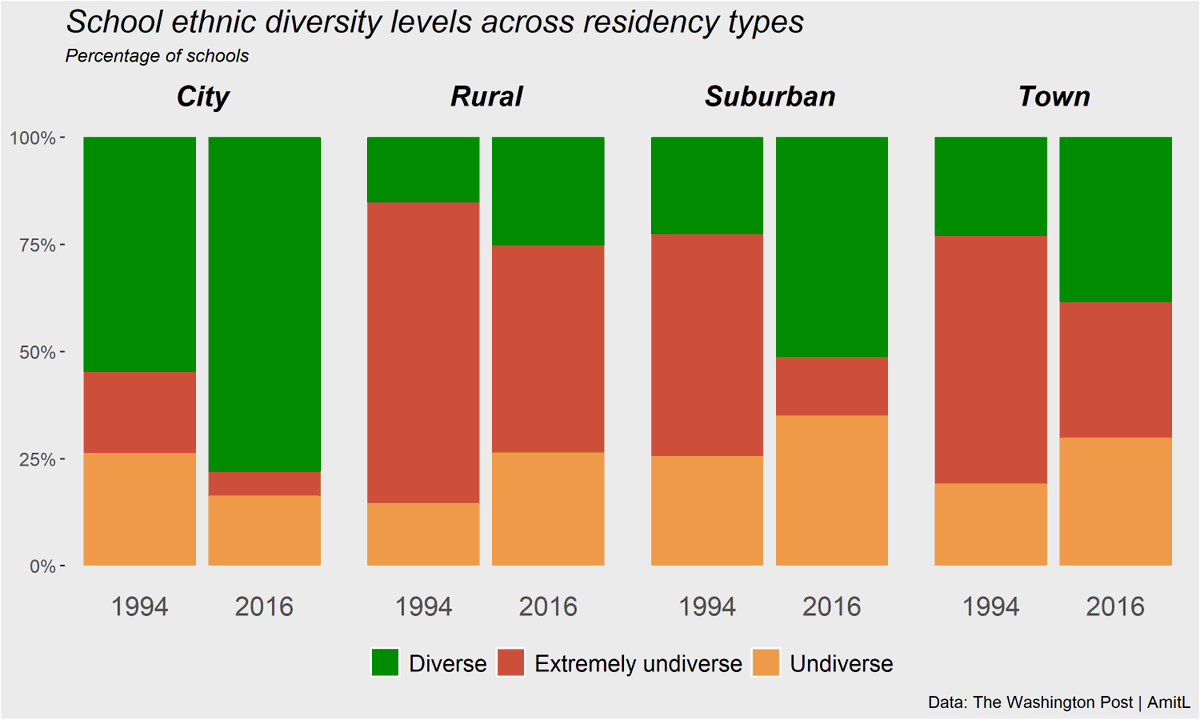 School ethnic diversity levels across residency types
Percentage of schools
City Rural Suburban Town
100%
75%
50%
25%
0%
1994 2016 1994 2016 1994 2016 1994 2016
Diverse Extremely undiverse Undiverse
Data: The Washington Post | AmitL